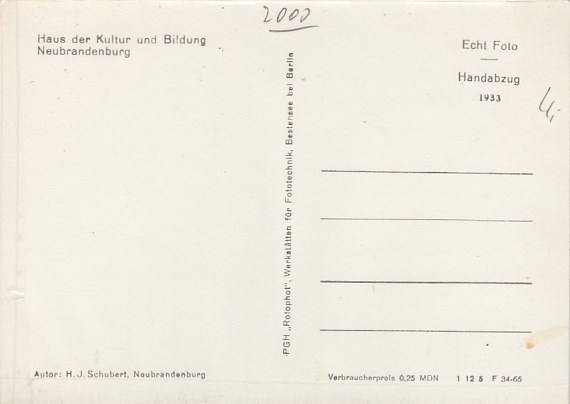 2000
Haus der Kultur und Bildung
Neubrandenburg
Echt Foto
Handabzug
1933
PGH „Rotophot“, Werkstätten für Fototechnik, Bestensee bei Berlin
Autor: H. J. Schubert, Neubrandenburg
Verbraucherpreis 0,25 MDN 1 12 5 F 34-65